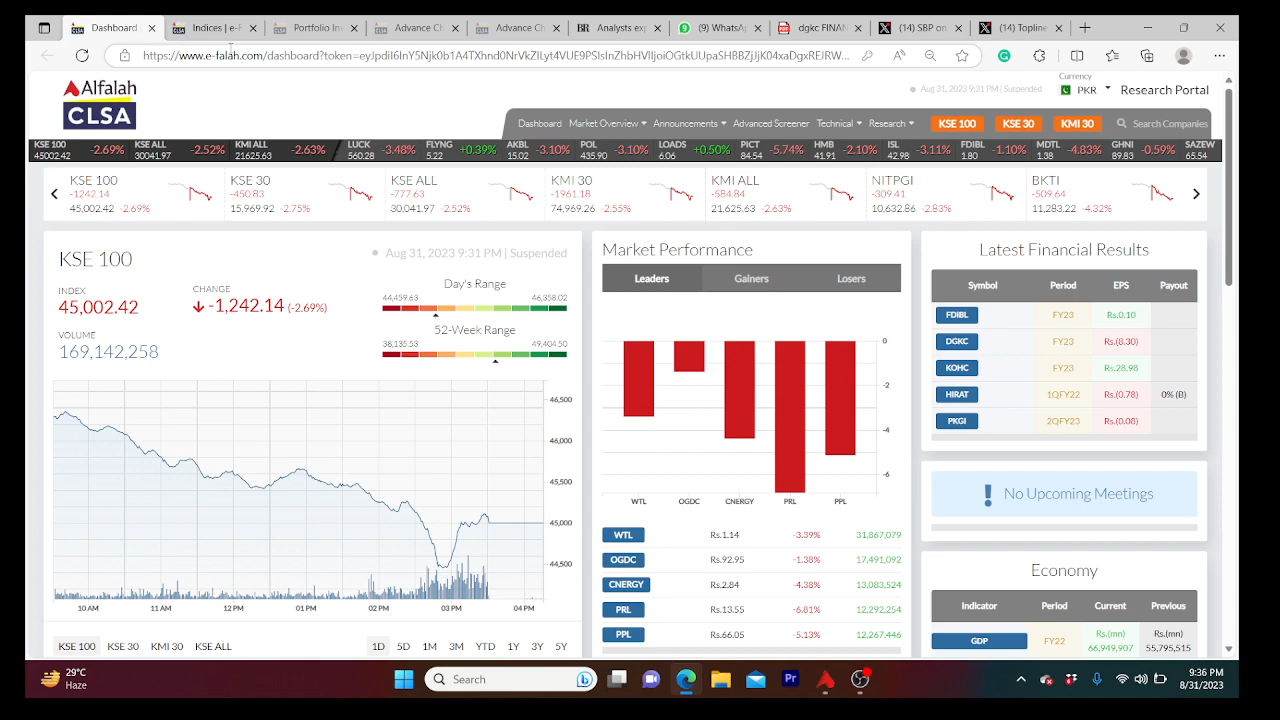 Dashboard
Indices | e-F
Portfolio Inv
Advance Ch
Advance Ch
BR Analysts exp
(9) WhatsA
dgkc FINAN
(14) SBP on
(14) Topline
https://www.e-falah.com/dashboard?token=
Alfalah
CLSA
Aug 31, 2023 9:31 PM | Suspended
Currency
PKR
Research Portal
Dashboard Market Overview Announcements Advanced Screener Technical Research KSE 100 KSE 30 KMI 30 Search Companies
KSE 100 45002.42 -2.69%
KSE ALL 30041.97 -2.52%
KMI ALL 21625.63 -2.63%
LUCK 560.28 -3.48%
FLYNG 5.22 +0.39%
AKBL 15.02 -3.10%
POL 435.90 -3.10%
LOADS 6.06 +0.50%
PICT 84.54 -5.74%
HMB 41.91 -2.10%
ISL 42.98 -3.11%
FDIBL 1.80 -1.10%
MDTL 1.38 -4.83%
GHNI 89.83 -0.59%
SAZEW 65.54
KSE 100
-1242.14
45,002.42 -2.69%
KSE 30
-450.83
15,969.92 -2.75%
KSE ALL
-777.63
30,041.97 -2.52%
KMI 30
-1961.18
74,969.26 -2.55%
KMI ALL
-584.84
21,625.63 -2.63%
NITPGI
-309.41
10,632.86 -2.83%
BKTI
-509.64
11,283.22 -4.32%
KSE 100
Aug 31, 2023 9:31 PM | Suspended
INDEX
45,002.42
CHANGE
-1,242.14 (-2.69%)
VOLUME
169,142,258
Day's Range
44,459.63 46,358.02
52-Week Range
38,135.53 49,404.50
46,500
46,000
45,500
45,000
44,500
10 AM 11 AM 12 PM 01 PM 02 PM 03 PM 04 PM
KSE 100 KSE 30 KMI 30 KSE ALL 1D 5D 1M 3M YTD 1Y 3Y 5Y
Market Performance
Leaders Gainers Losers
0
-2
-4
-6
WTL OGDC CNERGY PRL PPL
WTL Rs.1.14 -3.39% 31,867,079
OGDC Rs.92.95 -1.38% 17,491,092
CNERGY Rs.2.84 -4.38% 13,083,524
PRL Rs.13.55 -6.81% 12,292,254
PPL Rs.66.05 -5.13% 12,267,446
Latest Financial Results
Symbol Period EPS Payout
FDIBL FY23 Rs.0.10
DGKC FY23 Rs.(8.30)
KOHC FY23 Rs.28.98
HIRAT 1QFY22 Rs.(0.78) 0% (B)
PKGI 2QFY23 Rs.(0.08)
! No Upcoming Meetings
Economy
Indicator Period Current Previous
GDP FY22 Rs.(mn) 66,949,907 Rs.(mn) 55,795,515
29°C
Haze
Search
Pr
9:36 PM
8/31/2023